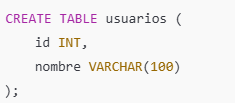 CREATE TABLE usuarios (
    id INT,
    nombre VARCHAR(100)
);